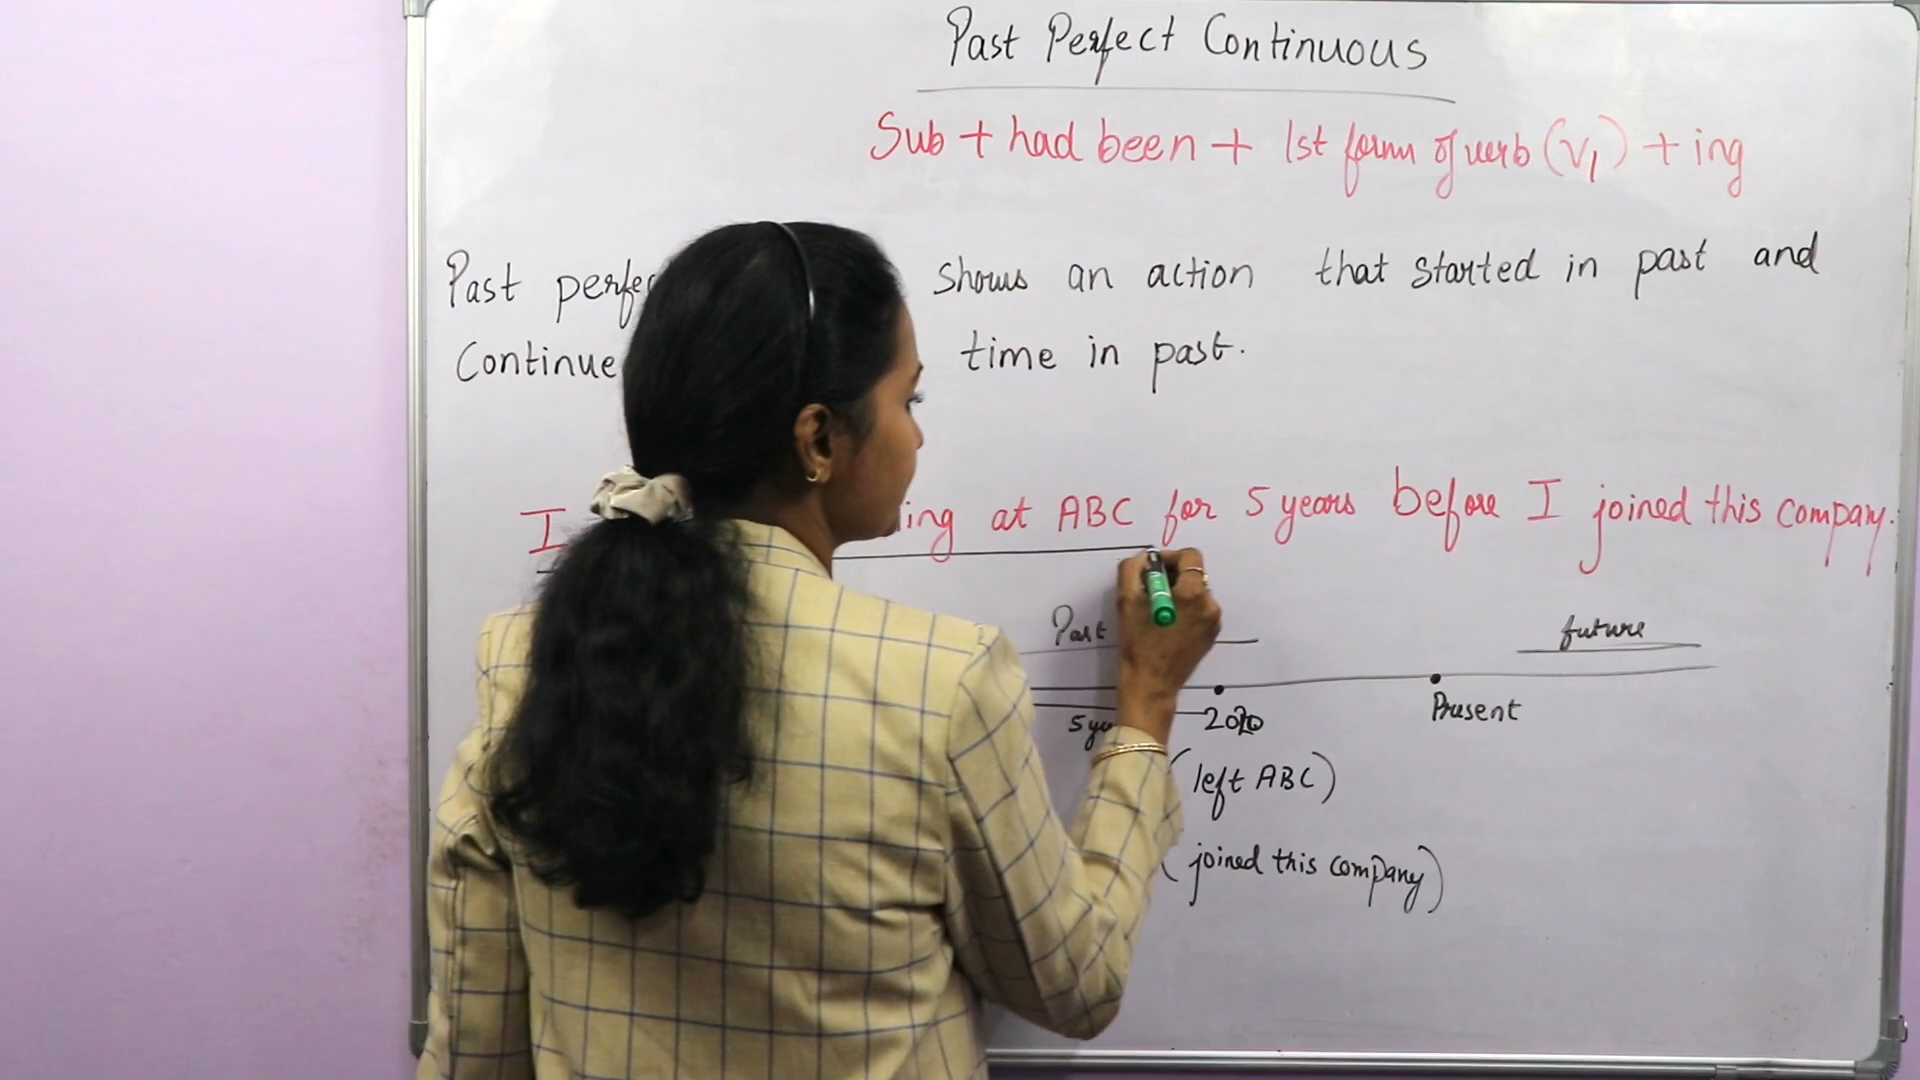 Past Perfect Continuous
Sub + had been + 1st form of verb (V1) + ing
Past perfec shows an action that started in past and
Continue time in past.
I ing at ABC for 5 years before I joined this company.
Past future
5 ye 2020 Present
(left ABC)
(joined this company)